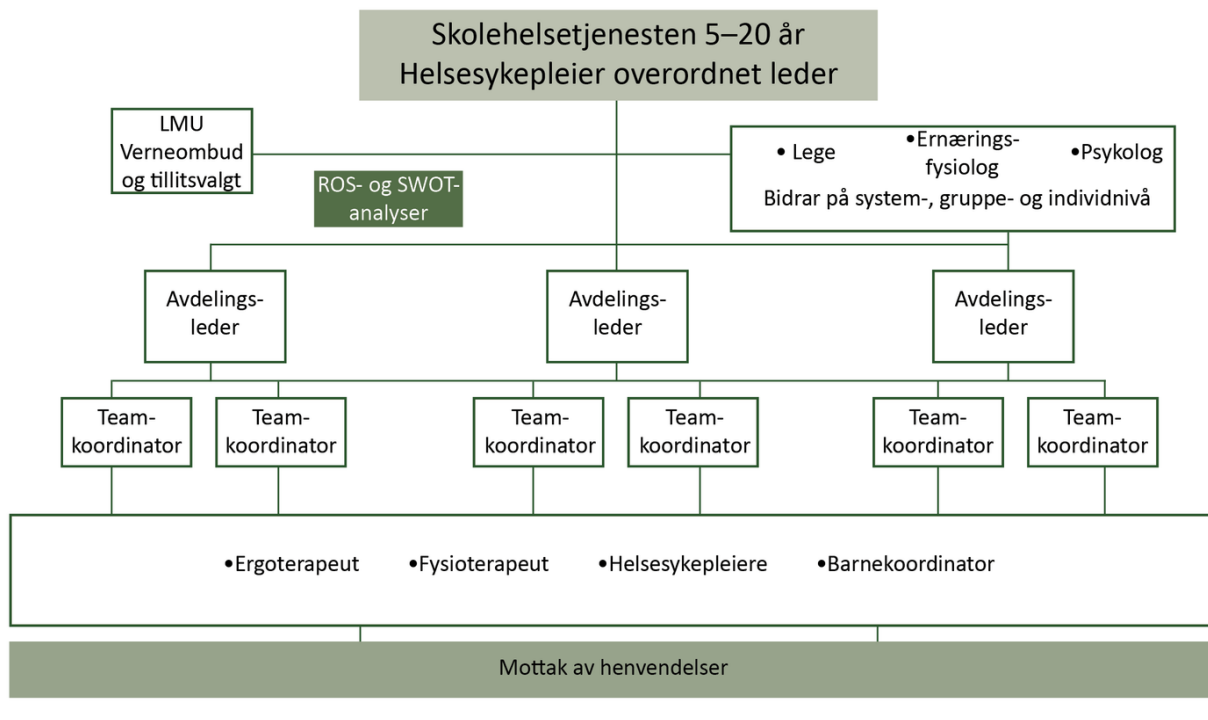 Skolehelsetjenesten 5–20 år
Helsesykepleier overordnet leder
LMU
Verneombud
og tillitsvalgt
ROS- og SWOT-
analyser
• Lege
•Ernærings-
fysiolog
•Psykolog
Bidrar på system-, gruppe- og individnivå
Avdelings-
leder
Avdelings-
leder
Avdelings-
leder
Team-
koordinator
Team-
koordinator
Team-
koordinator
Team-
koordinator
Team-
koordinator
Team-
koordinator
•Ergoterapeut
•Fysioterapeut
•Helsesykepleiere
•Barnekoordinator
Mottak av henvendelser